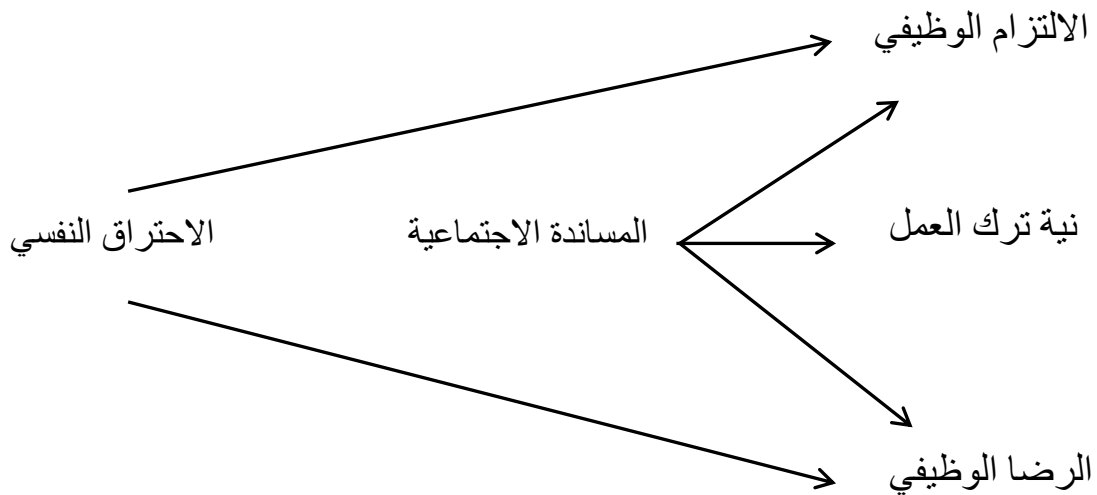 الالتزام الوظيفي
الاحتراق النفسي
المساندة الاجتماعية
نية ترك العمل
الرضا الوظيفي